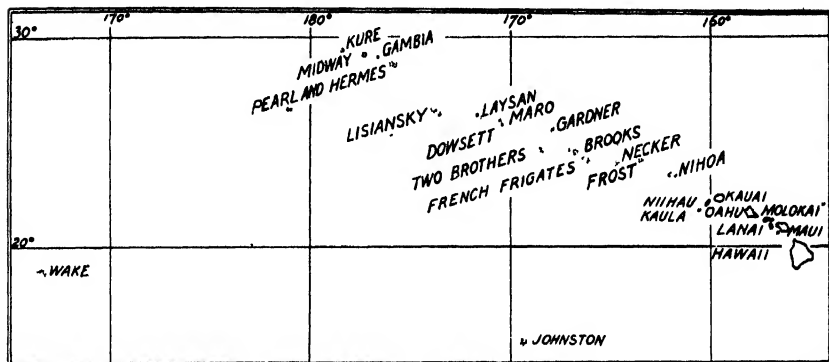 170° 180° 170° 160°
30°
KURE
MIDWAY GAMBIA
PEARL AND HERMES
LISIANSKY LAYSAN
DOWSETT MARO
GARDNER
TWO BROTHERS BROOKS
FRENCH FRIGATES NECKER
FROST NIHOA
NIIHAU KAUAI
KAULA OAHU MOLOKAI
LANAI MAUI
20°
HAWAII
WAKE
JOHNSTON